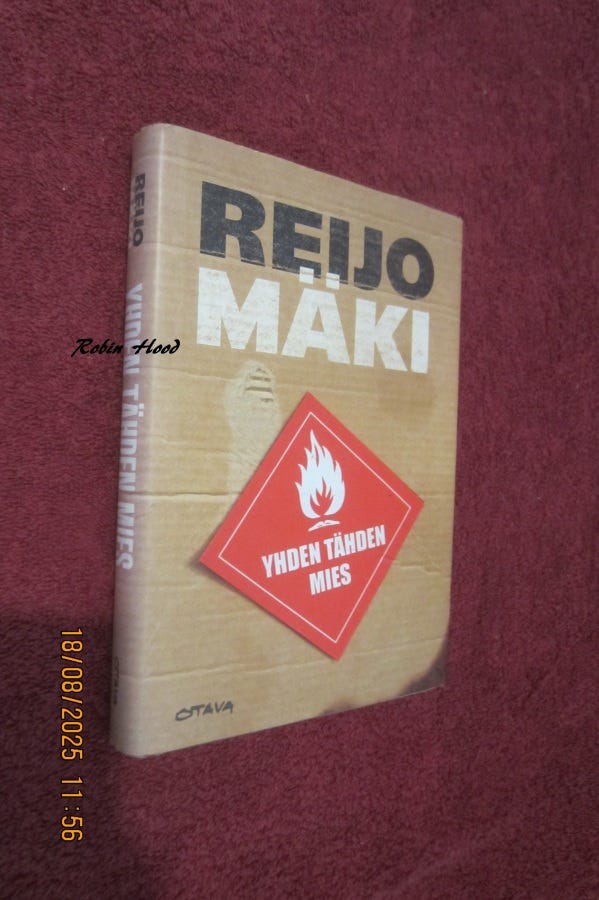 REIJO
MÄKI
YHDEN TÄHDEN
MIES
OTAVA
REIJO
YHDEN TÄHDEN MIES
Robin Hood
18/08/2025 11:56